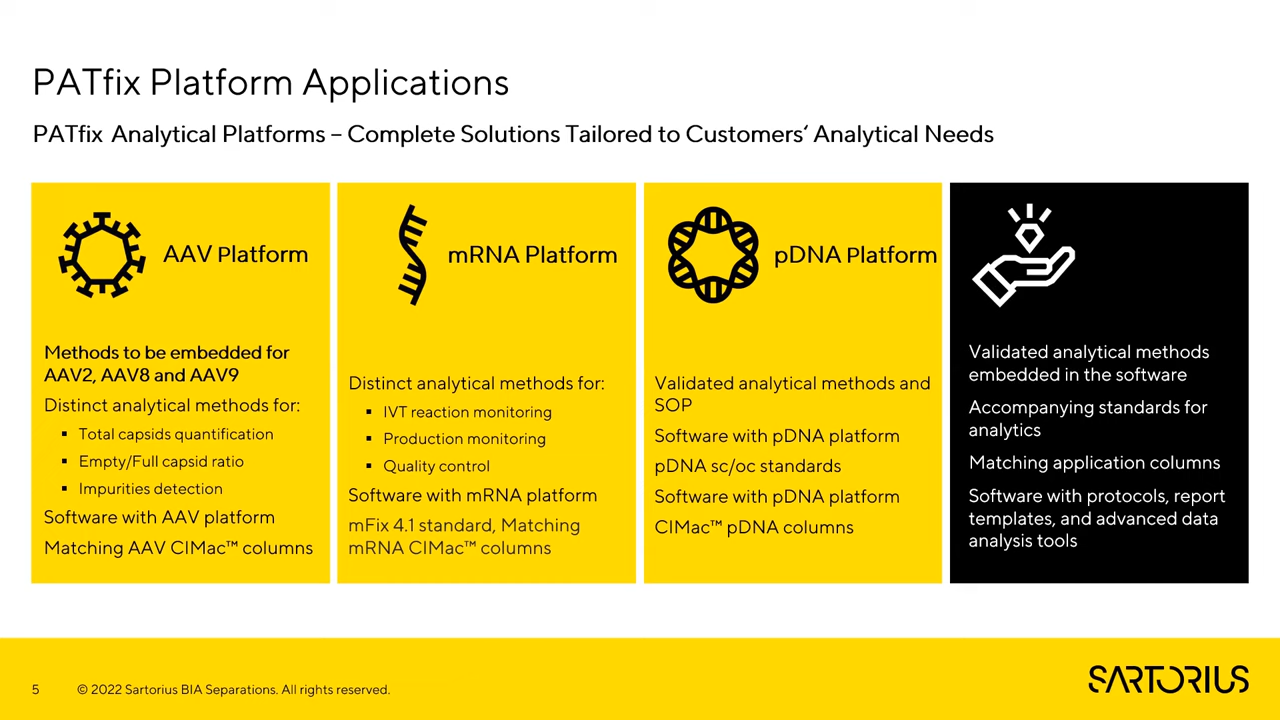 PATfix Platform Applications
PATfix Analytical Platforms – Complete Solutions Tailored to Customers‘ Analytical Needs
AAV Platform
Methods to be embedded for
AAV2, AAV8 and AAV9
Distinct analytical methods for:
▪ Total capsids quantification
▪ Empty/Full capsid ratio
▪ Impurities detection
Software with AAV platform
Matching AAV CIMac™ columns
mRNA Platform
Distinct analytical methods for:
▪ IVT reaction monitoring
▪ Production monitoring
▪ Quality control
Software with mRNA platform
mFix 4.1 standard, Matching
mRNA CIMac™ columns
pDNA Platform
Validated analytical methods and
SOP
Software with pDNA platform
pDNA sc/oc standards
Software with pDNA platform
CIMac™ pDNA columns
Validated analytical methods
embedded in the software
Accompanying standards for
analytics
Matching application columns
Software with protocols, report
templates, and advanced data
analysis tools
5 © 2022 Sartorius BIA Separations. All rights reserved.
SARTORIUS